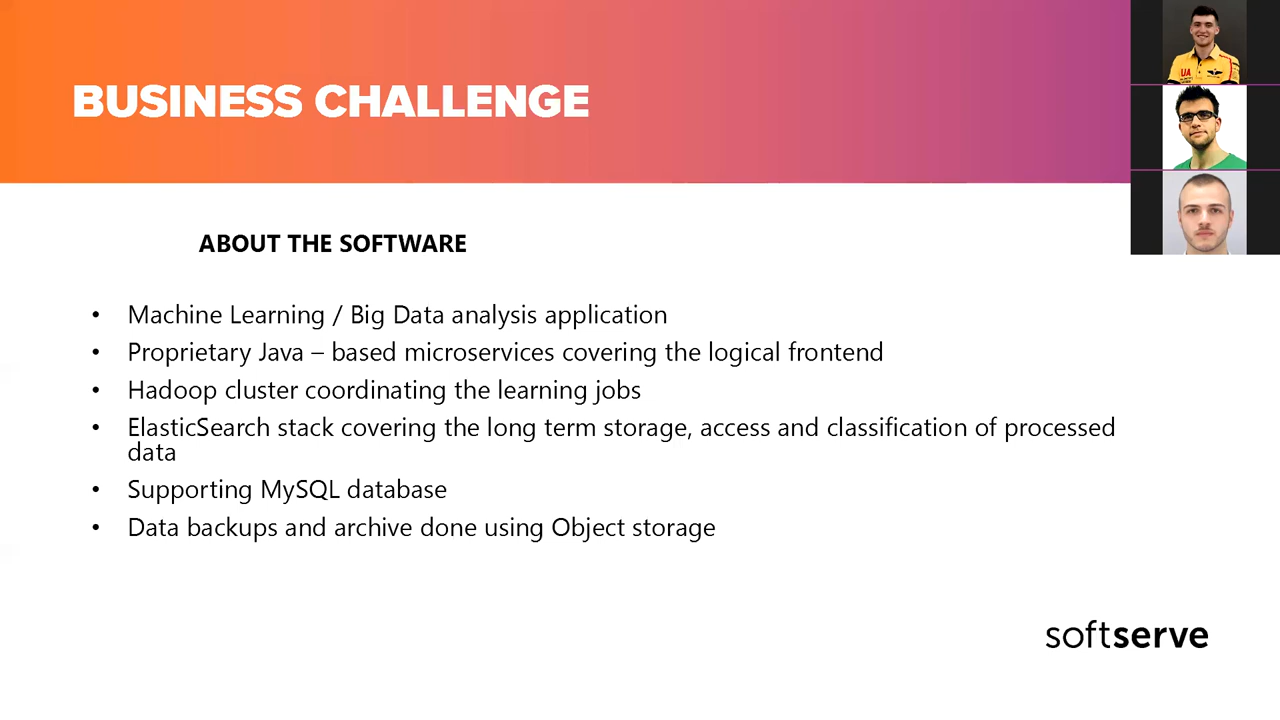 BUSINESS CHALLENGE
ABOUT THE SOFTWARE
• Machine Learning / Big Data analysis application
• Proprietary Java – based microservices covering the logical frontend
• Hadoop cluster coordinating the learning jobs
• ElasticSearch stack covering the long term storage, access and classification of processed
data
• Supporting MySQL database
• Data backups and archive done using Object storage
softserve
UA